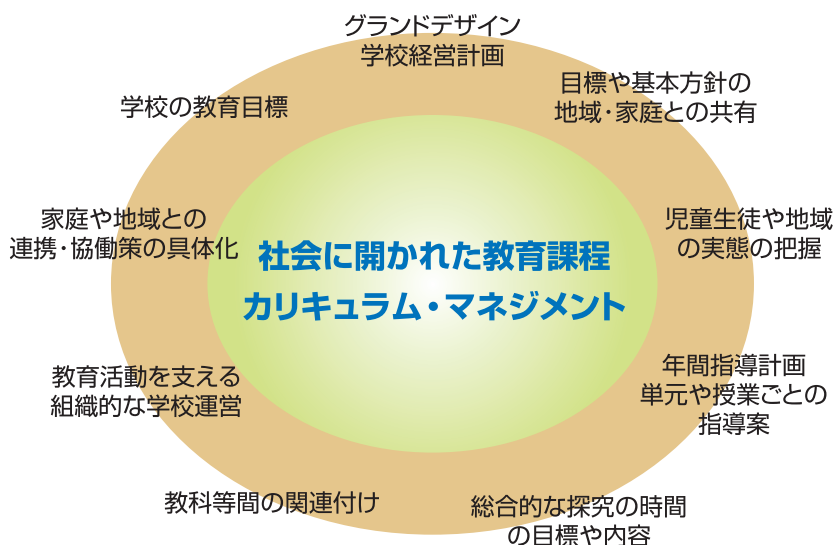 グランドデザイン
学校経営計画
目標や基本方針の
地域・家庭との共有
学校の教育目標
家庭や地域との
連携・協働策の具体化
児童生徒や地域
の実態の把握
社会に開かれた教育課程
カリキュラム・マネジメント
教育活動を支える
組織的な学校運営
年間指導計画
単元や授業ごとの
指導案
教科等間の関連付け
総合的な探究の時間
の目標や内容